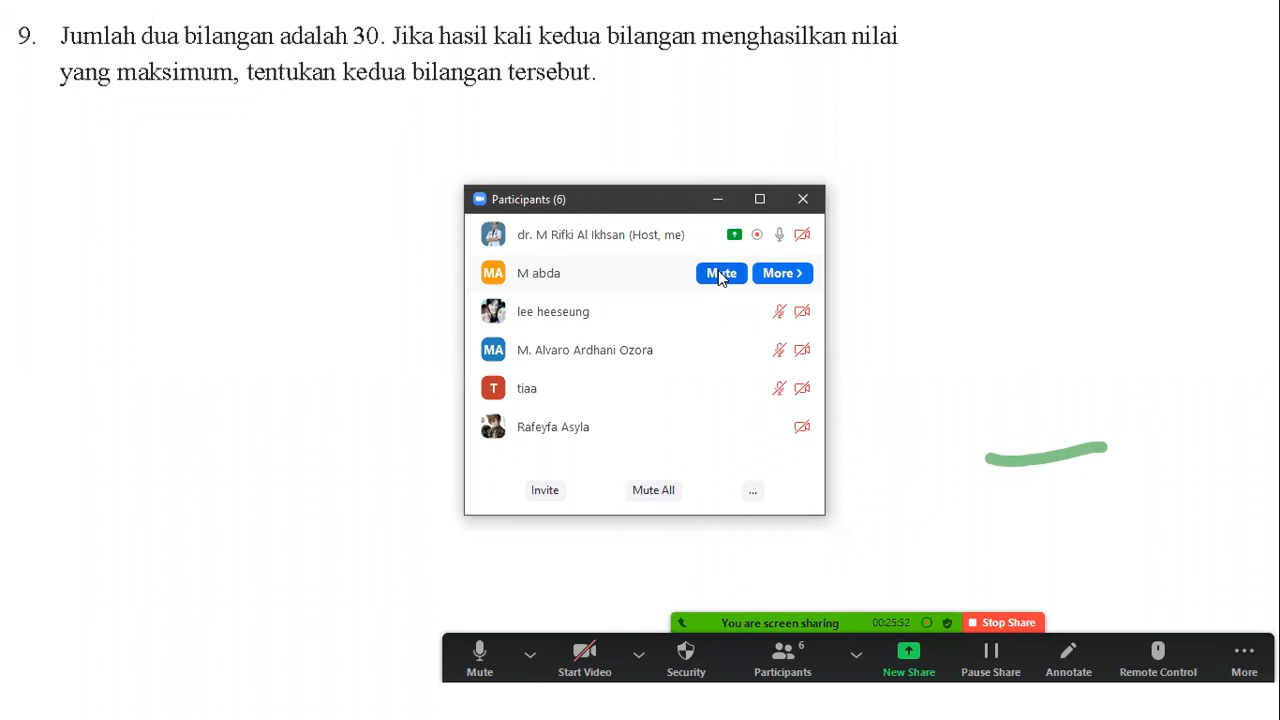 9. Jumlah dua bilangan adalah 30. Jika hasil kali kedua bilangan menghasilkan nilai
yang maksimum, tentukan kedua bilangan tersebut.
Participants (6)
dr. M Rifki Al Ikhsan (Host, me)
MA M abda Mute More >
lee heeseung
MA M. Alvaro Ardhani Ozora
T tiaa
Rafeyfa Asyla
Invite Mute All ...
You are screen sharing 00:25:52 Stop Share
6
Mute Start Video Security Participants New Share Pause Share Annotate Remote Control More